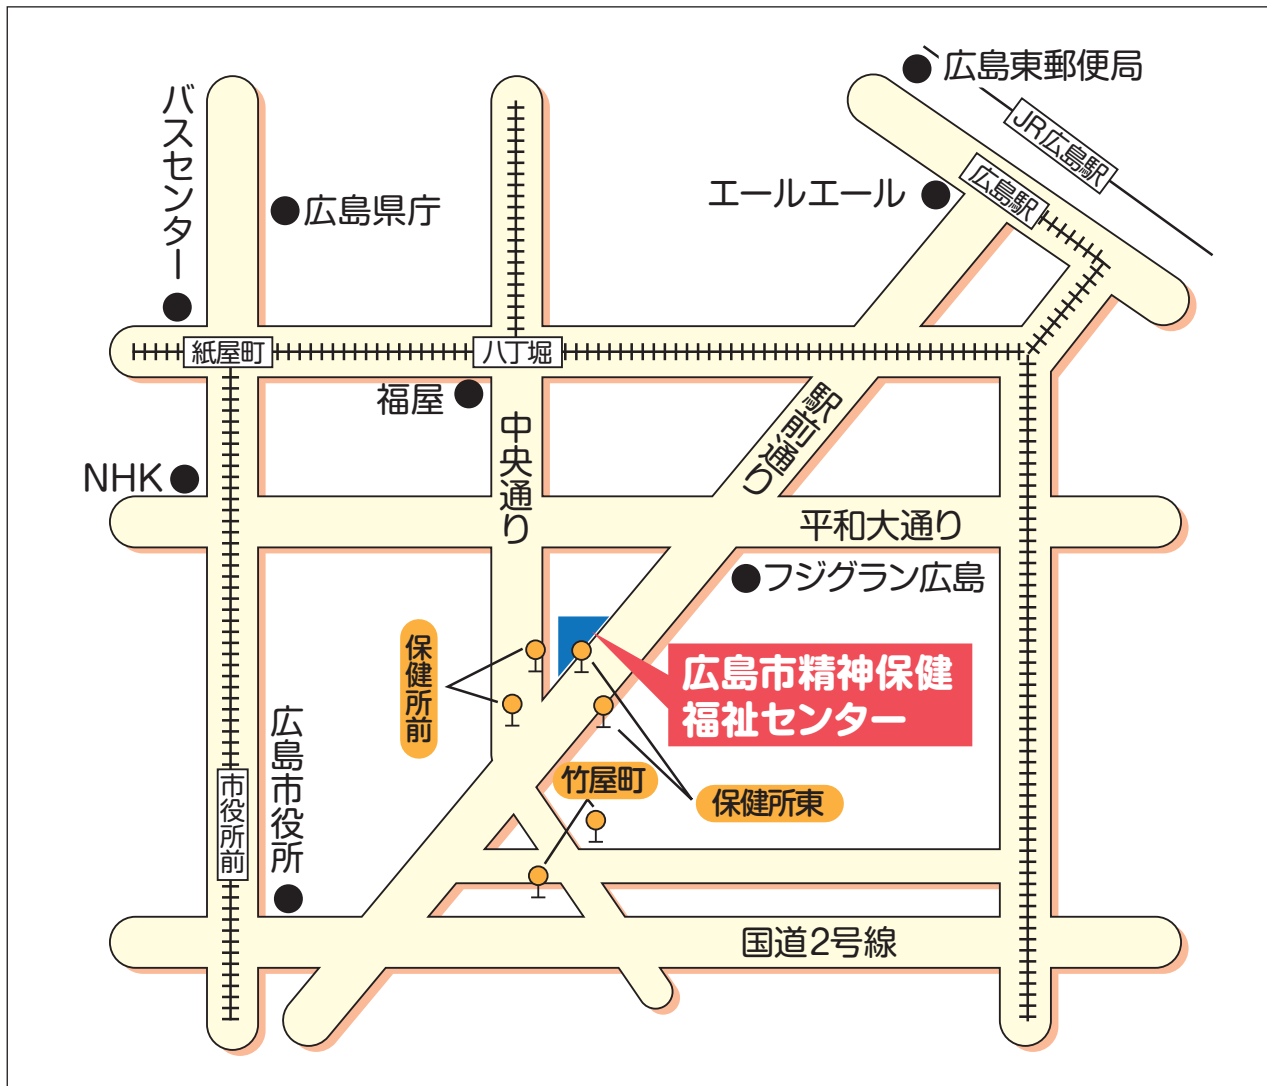 広島東郵便局
JR広島駅
バスセンター
広島県庁
エールエール
広島駅
紙屋町
八丁堀
福屋
中央通り
駅前通り
NHK
平和大通り
フジグラン広島
保健所前
広島市精神保健
福祉センター
広島市役所
市役所前
竹屋町
保健所東
国道2号線